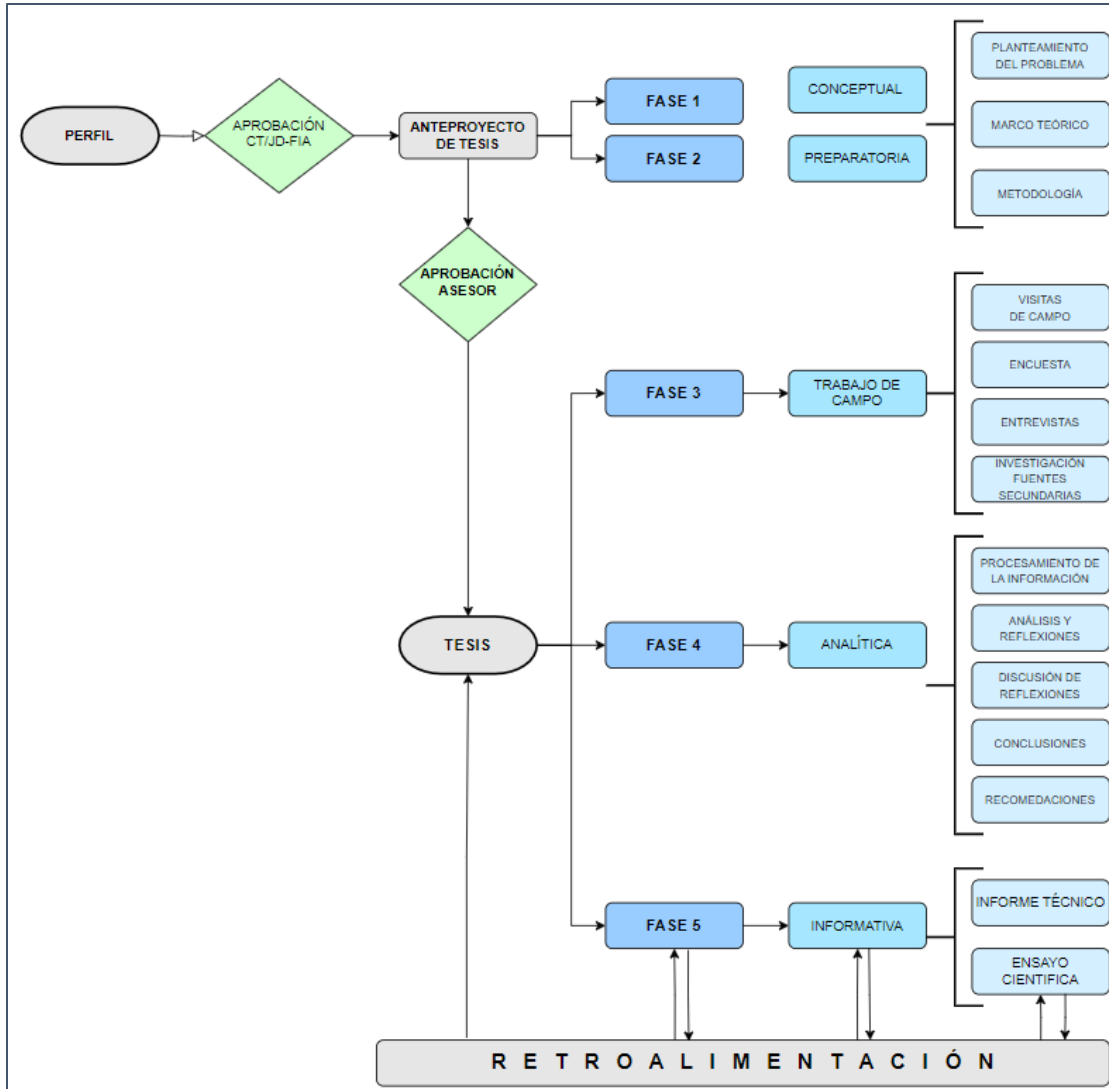 PERFIL
APROBACIÓN
CT/JD-FIA
ANTEPROYECTO
DE TESIS
FASE 1
FASE 2
CONCEPTUAL
PREPARATORIA
PLANTEAMIENTO
DEL PROBLEMA
MARCO TEÓRICO
METODOLOGÍA
APROBACIÓN
ASESOR
FASE 3
TRABAJO DE
CAMPO
VISITAS
DE CAMPO
ENCUESTA
ENTREVISTAS
INVESTIGACIÓN
FUENTES
SECUNDARIAS
TESIS
FASE 4
ANALÍTICA
PROCESAMIENTO DE
LA INFORMACIÓN
ANÁLISIS Y
REFLEXIONES
DISCUSIÓN DE
REFLEXIONES
CONCLUSIONES
RECOMEDACIONES
FASE 5
INFORMATIVA
INFORME TÉCNICO
ENSAYO
CIENTIFICA
RETROALIMENTACIÓN